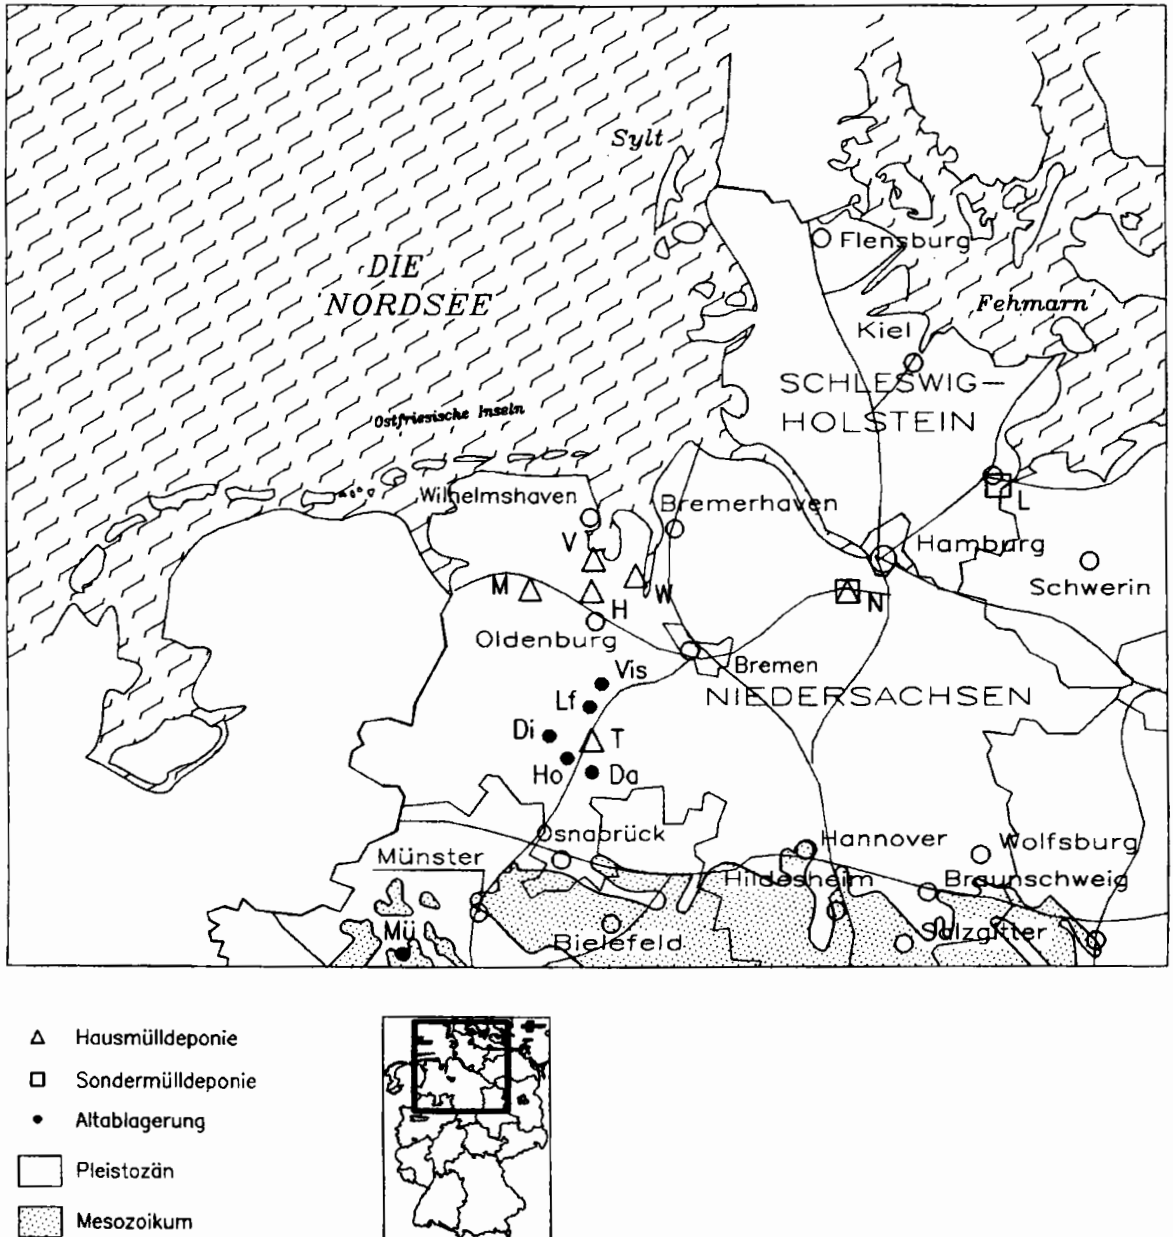 Sylt
Flensburg
DIE
NORDSEE
Fehmarn
Kiel
SCHLESWIG–
HOLSTEIN
Ostfriesische Inseln
Wilhelmshaven
Bremerhaven
L
V
Hamburg
Schwerin
M
W
N
H
Oldenburg
Vis
Bremen
NIEDERSACHSEN
Lf
Di
T
Ho
Da
Osnabrück
Hannover
Wolfsburg
Münster
Hildesheim
Braunschweig
Mü
Bielefeld
Salzgitter
Hausmülldeponie
Sondermülldeponie
Altablagerung
Pleistozän
Mesozoikum